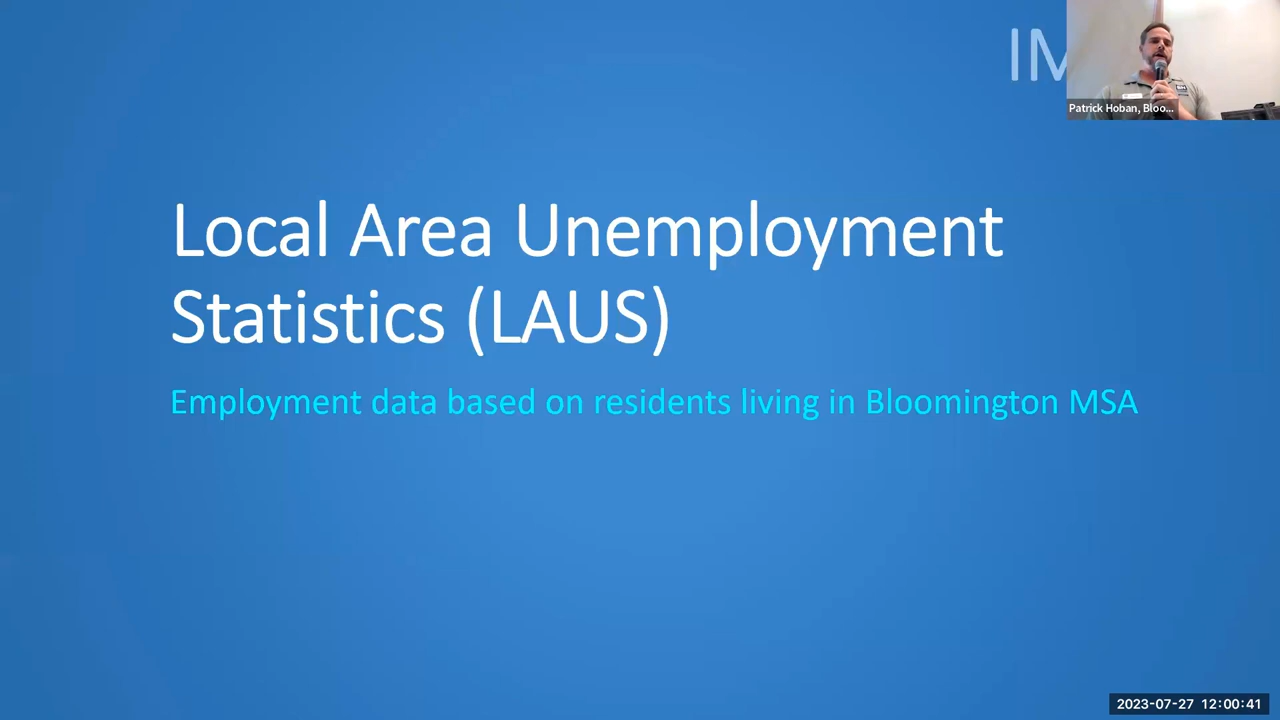 IM
Patrick Hoban, Bloo...
Local Area Unemployment
Statistics (LAUS)
Employment data based on residents living in Bloomington MSA
2023-07-27 12:00:41